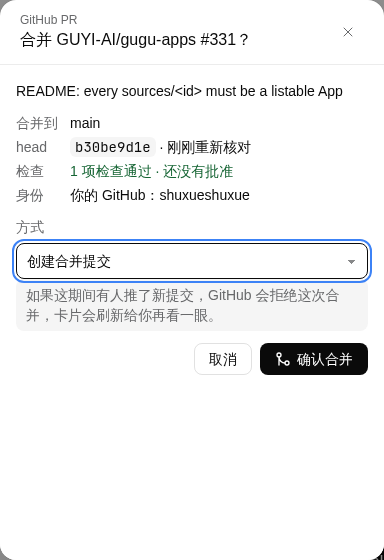 GitHub PR
合并 GUYI-AI/gugu-apps #331？
README: every sources/<id> must be a listable App
合并到 main
head b30be9d1e · 刚刚重新核对
检查 1 项检查通过 · 还没有批准
身份 你的 GitHub：shuxueshuxue
方式
创建合并提交
如果这期间有人推了新提交，GitHub 会拒绝这次合
并，卡片会刷新给你再看一眼。
取消 确认合并